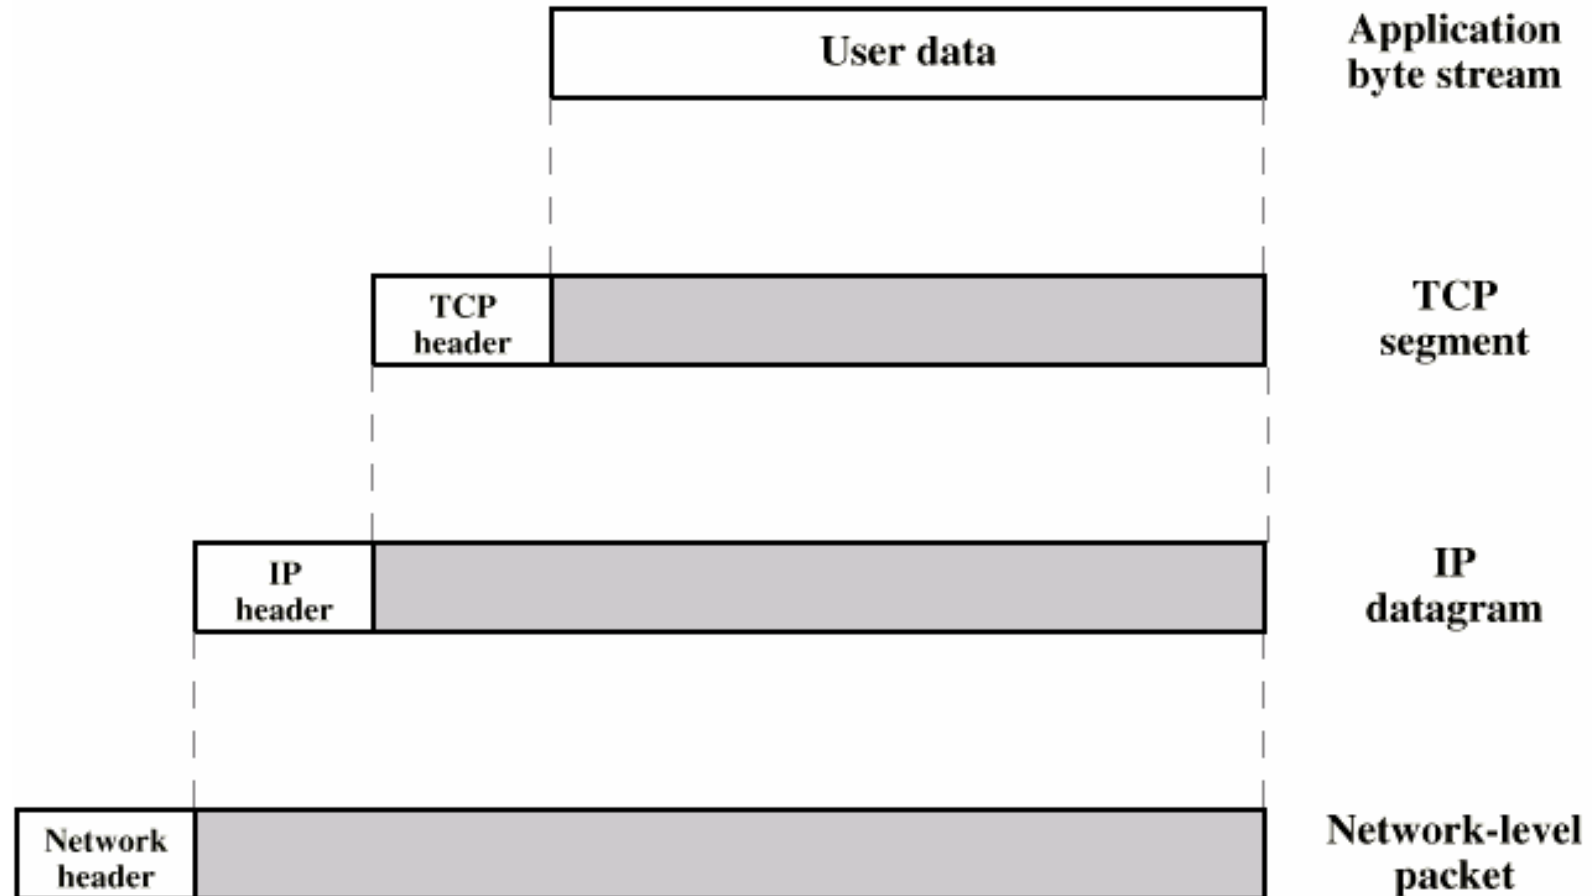 User data
Application
byte stream
TCP
header
TCP
segment
IP
header
IP
datagram
Network
header
Network-level
packet